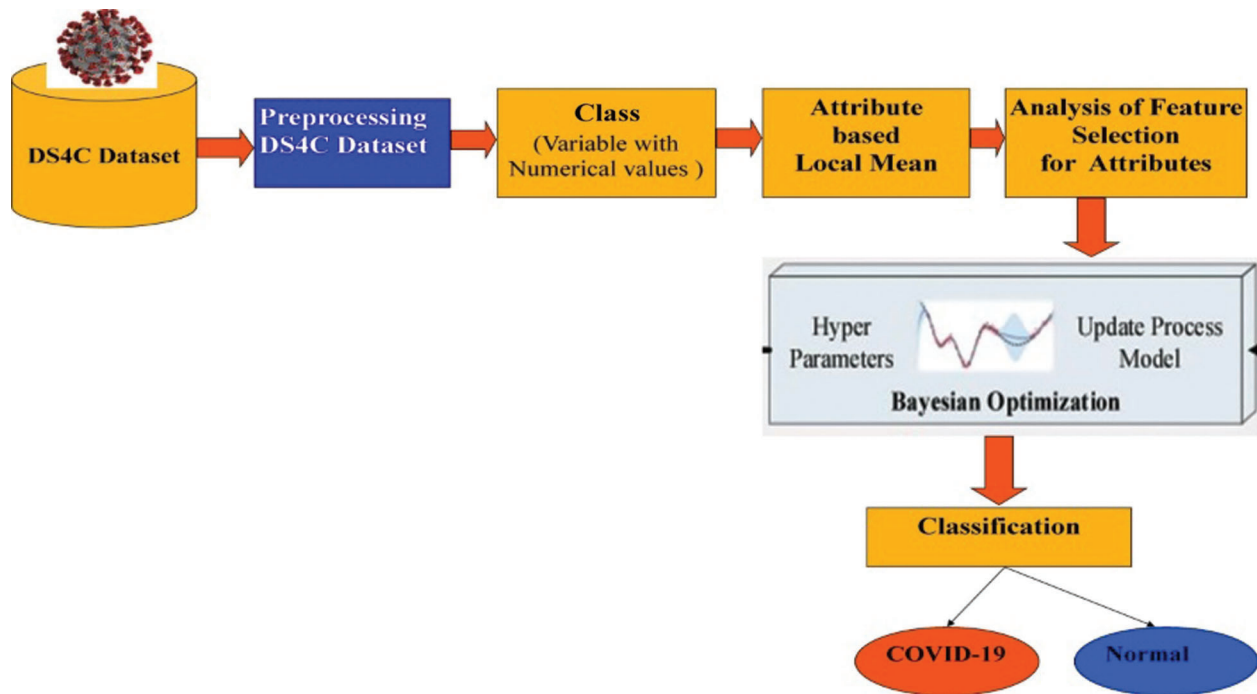 DS4C Dataset
Preprocessing
DS4C Dataset
Class
(Variable with
Numerical values )
Attribute
based
Local Mean
Analysis of Feature
Selection
for Attributes
Hyper
Parameters
Update Process
Model
Bayesian Optimization
Classification
COVID-19
Normal